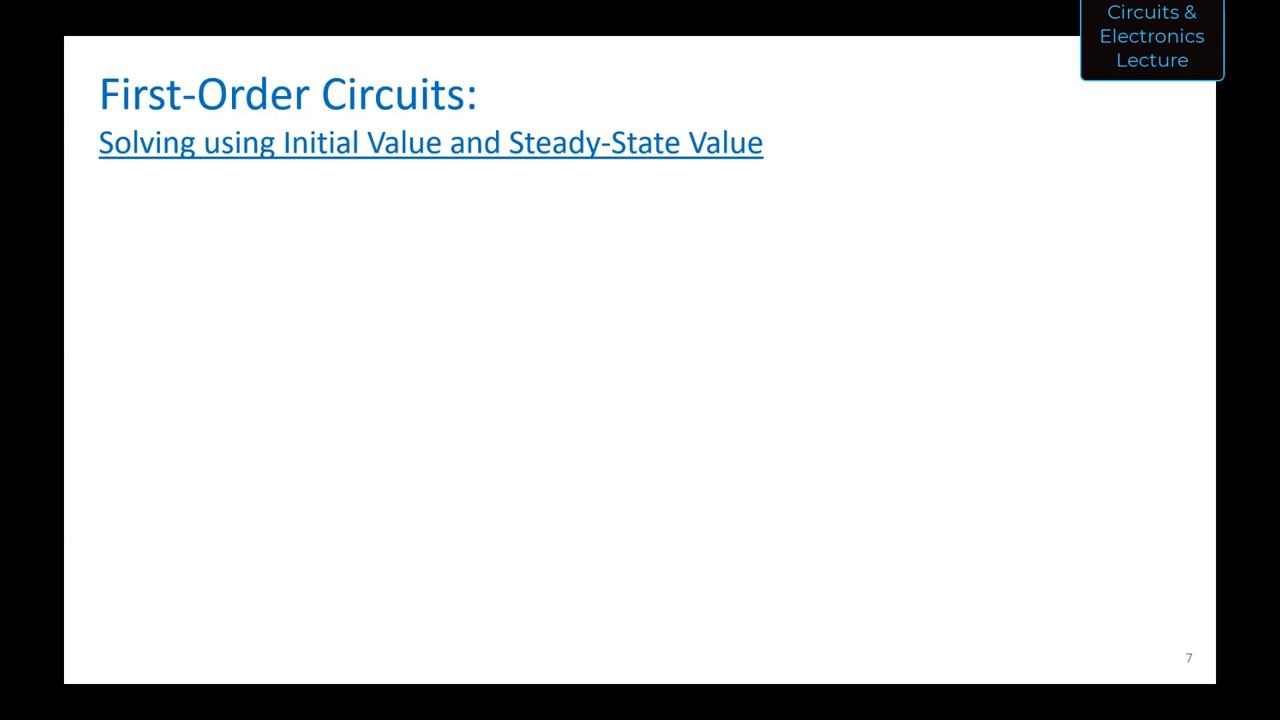 Circuits &
Electronics
Lecture
First-Order Circuits:
Solving using Initial Value and Steady-State Value
7